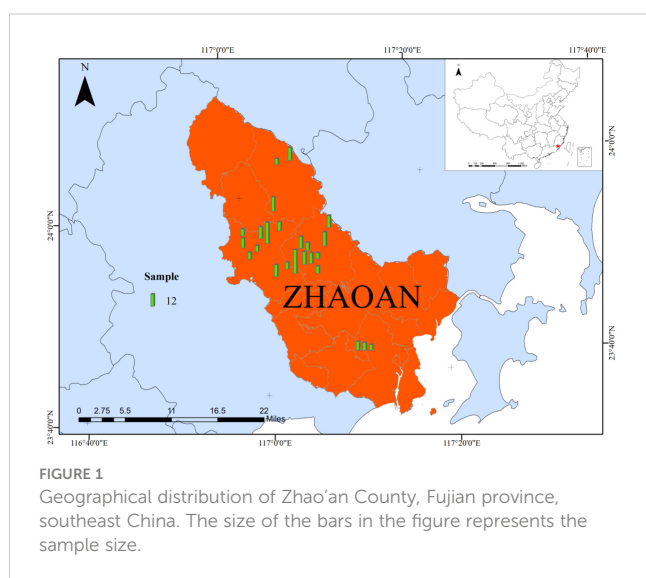 117°0'0"E
117°20'0"E
117°40'0"E
N
24°0'0"N
24°0'0"N
Sample
12
ZHAOAN
23°40'0"N
0 2.75 5.5 11 16.5 22
Miles
23°40'0"N
116°40'0"E
117°0'0"E
117°20'0"E
FIGURE 1
Geographical distribution of Zhao'an County, Fujian province,
southeast China. The size of the bars in the figure represents the
sample size.